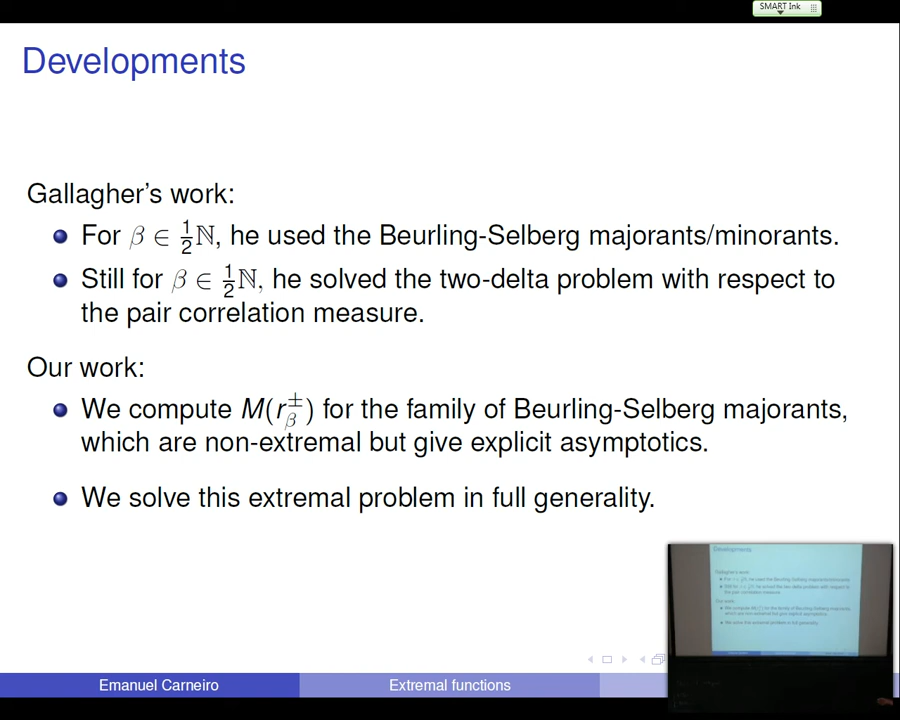 SMART Ink
Developments
Gallagher's work:
For β ∈ ½ℕ, he used the Beurling-Selberg majorants/minorants.
Still for β ∈ ½ℕ, he solved the two-delta problem with respect to
the pair correlation measure.
Our work:
We compute M(r_β^±) for the family of Beurling-Selberg majorants,
which are non-extremal but give explicit asymptotics.
We solve this extremal problem in full generality.
Emanuel Carneiro
Extremal functions